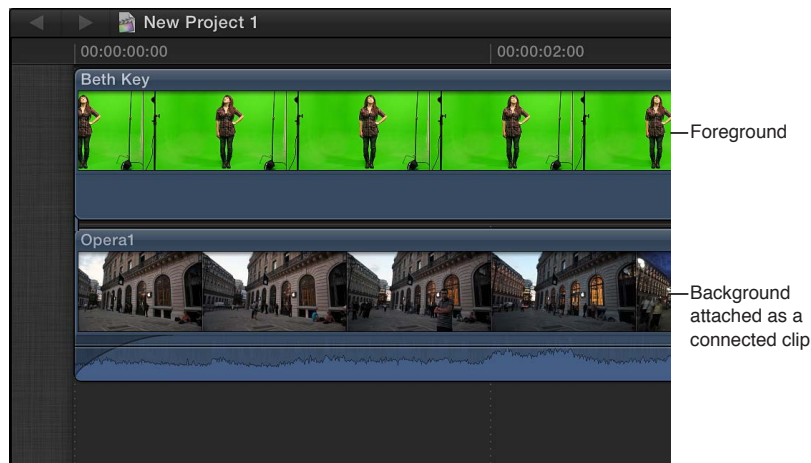 New Project 1
00:00:00:00
00:00:02:00
Beth Key
Foreground
Opera1
Background
attached as a
connected clip